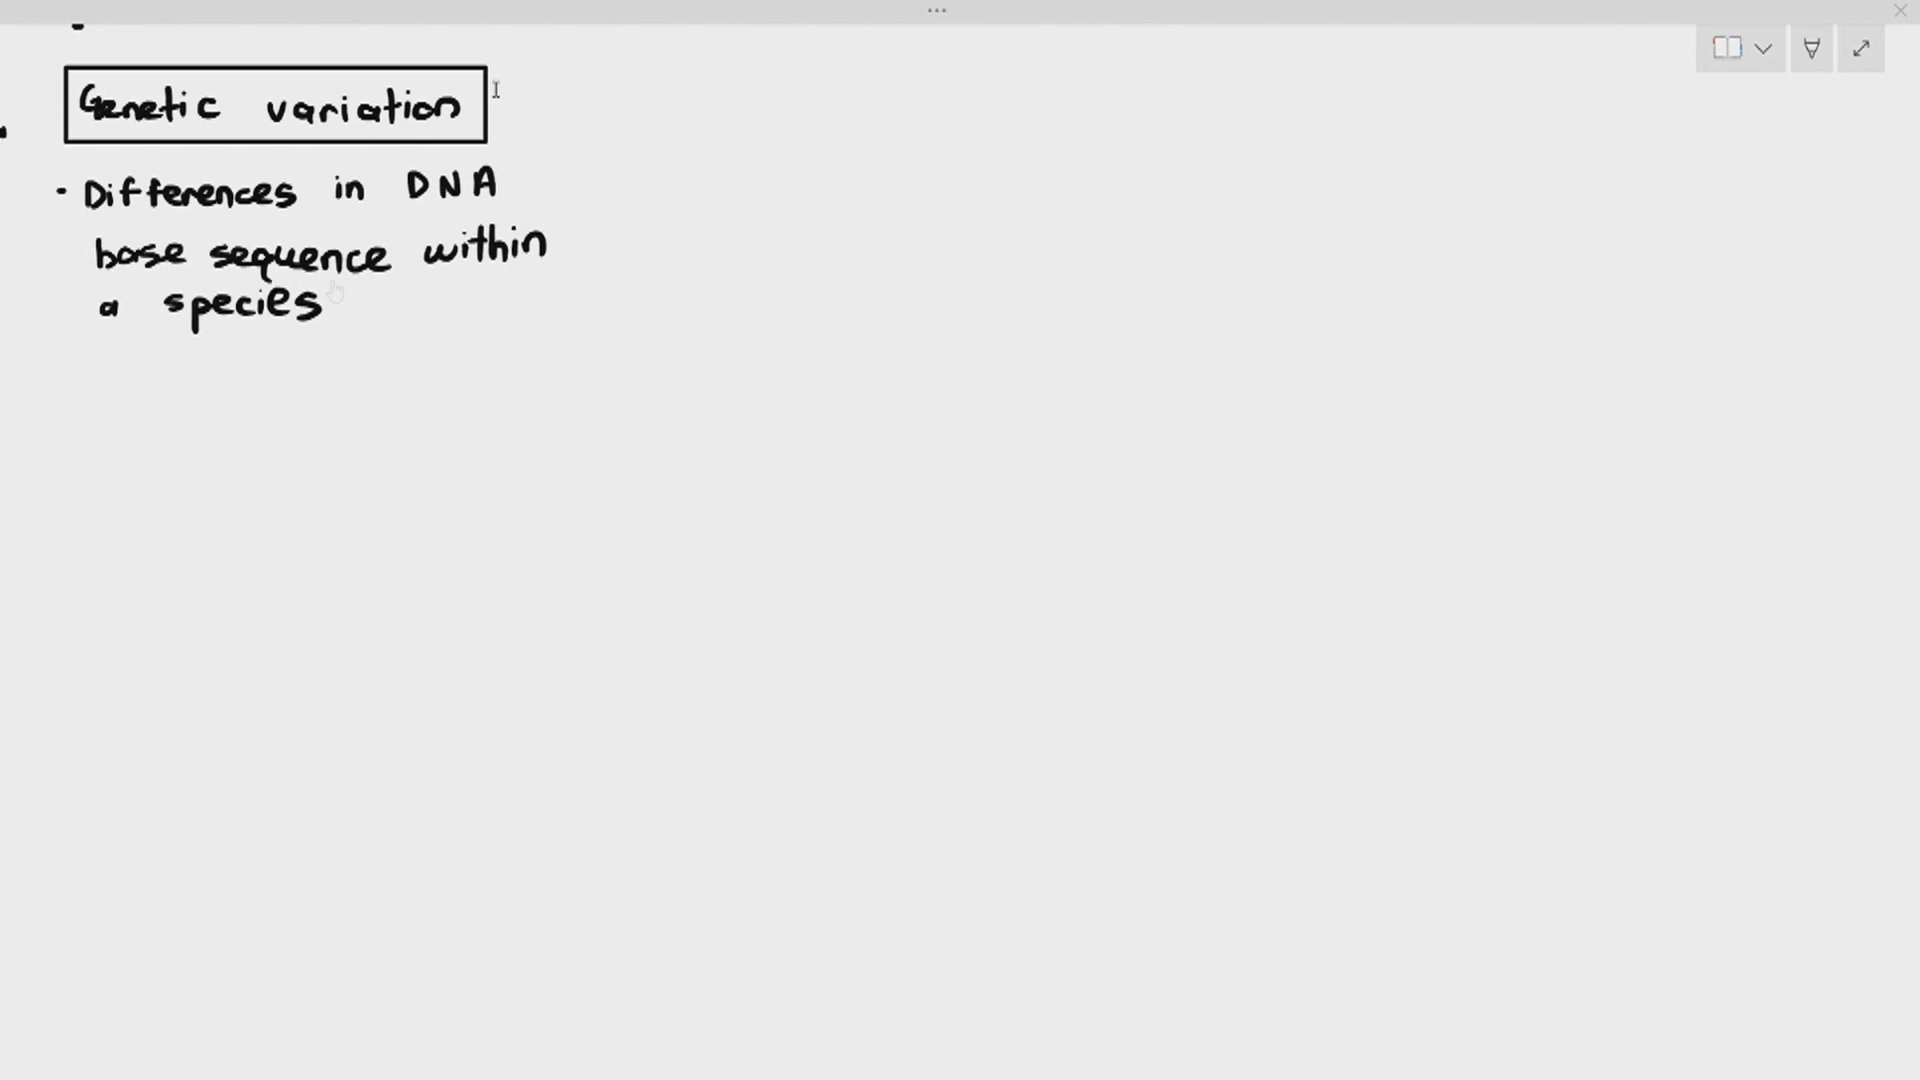 Genetic variation
· Differences in DNA
base sequence within
a species